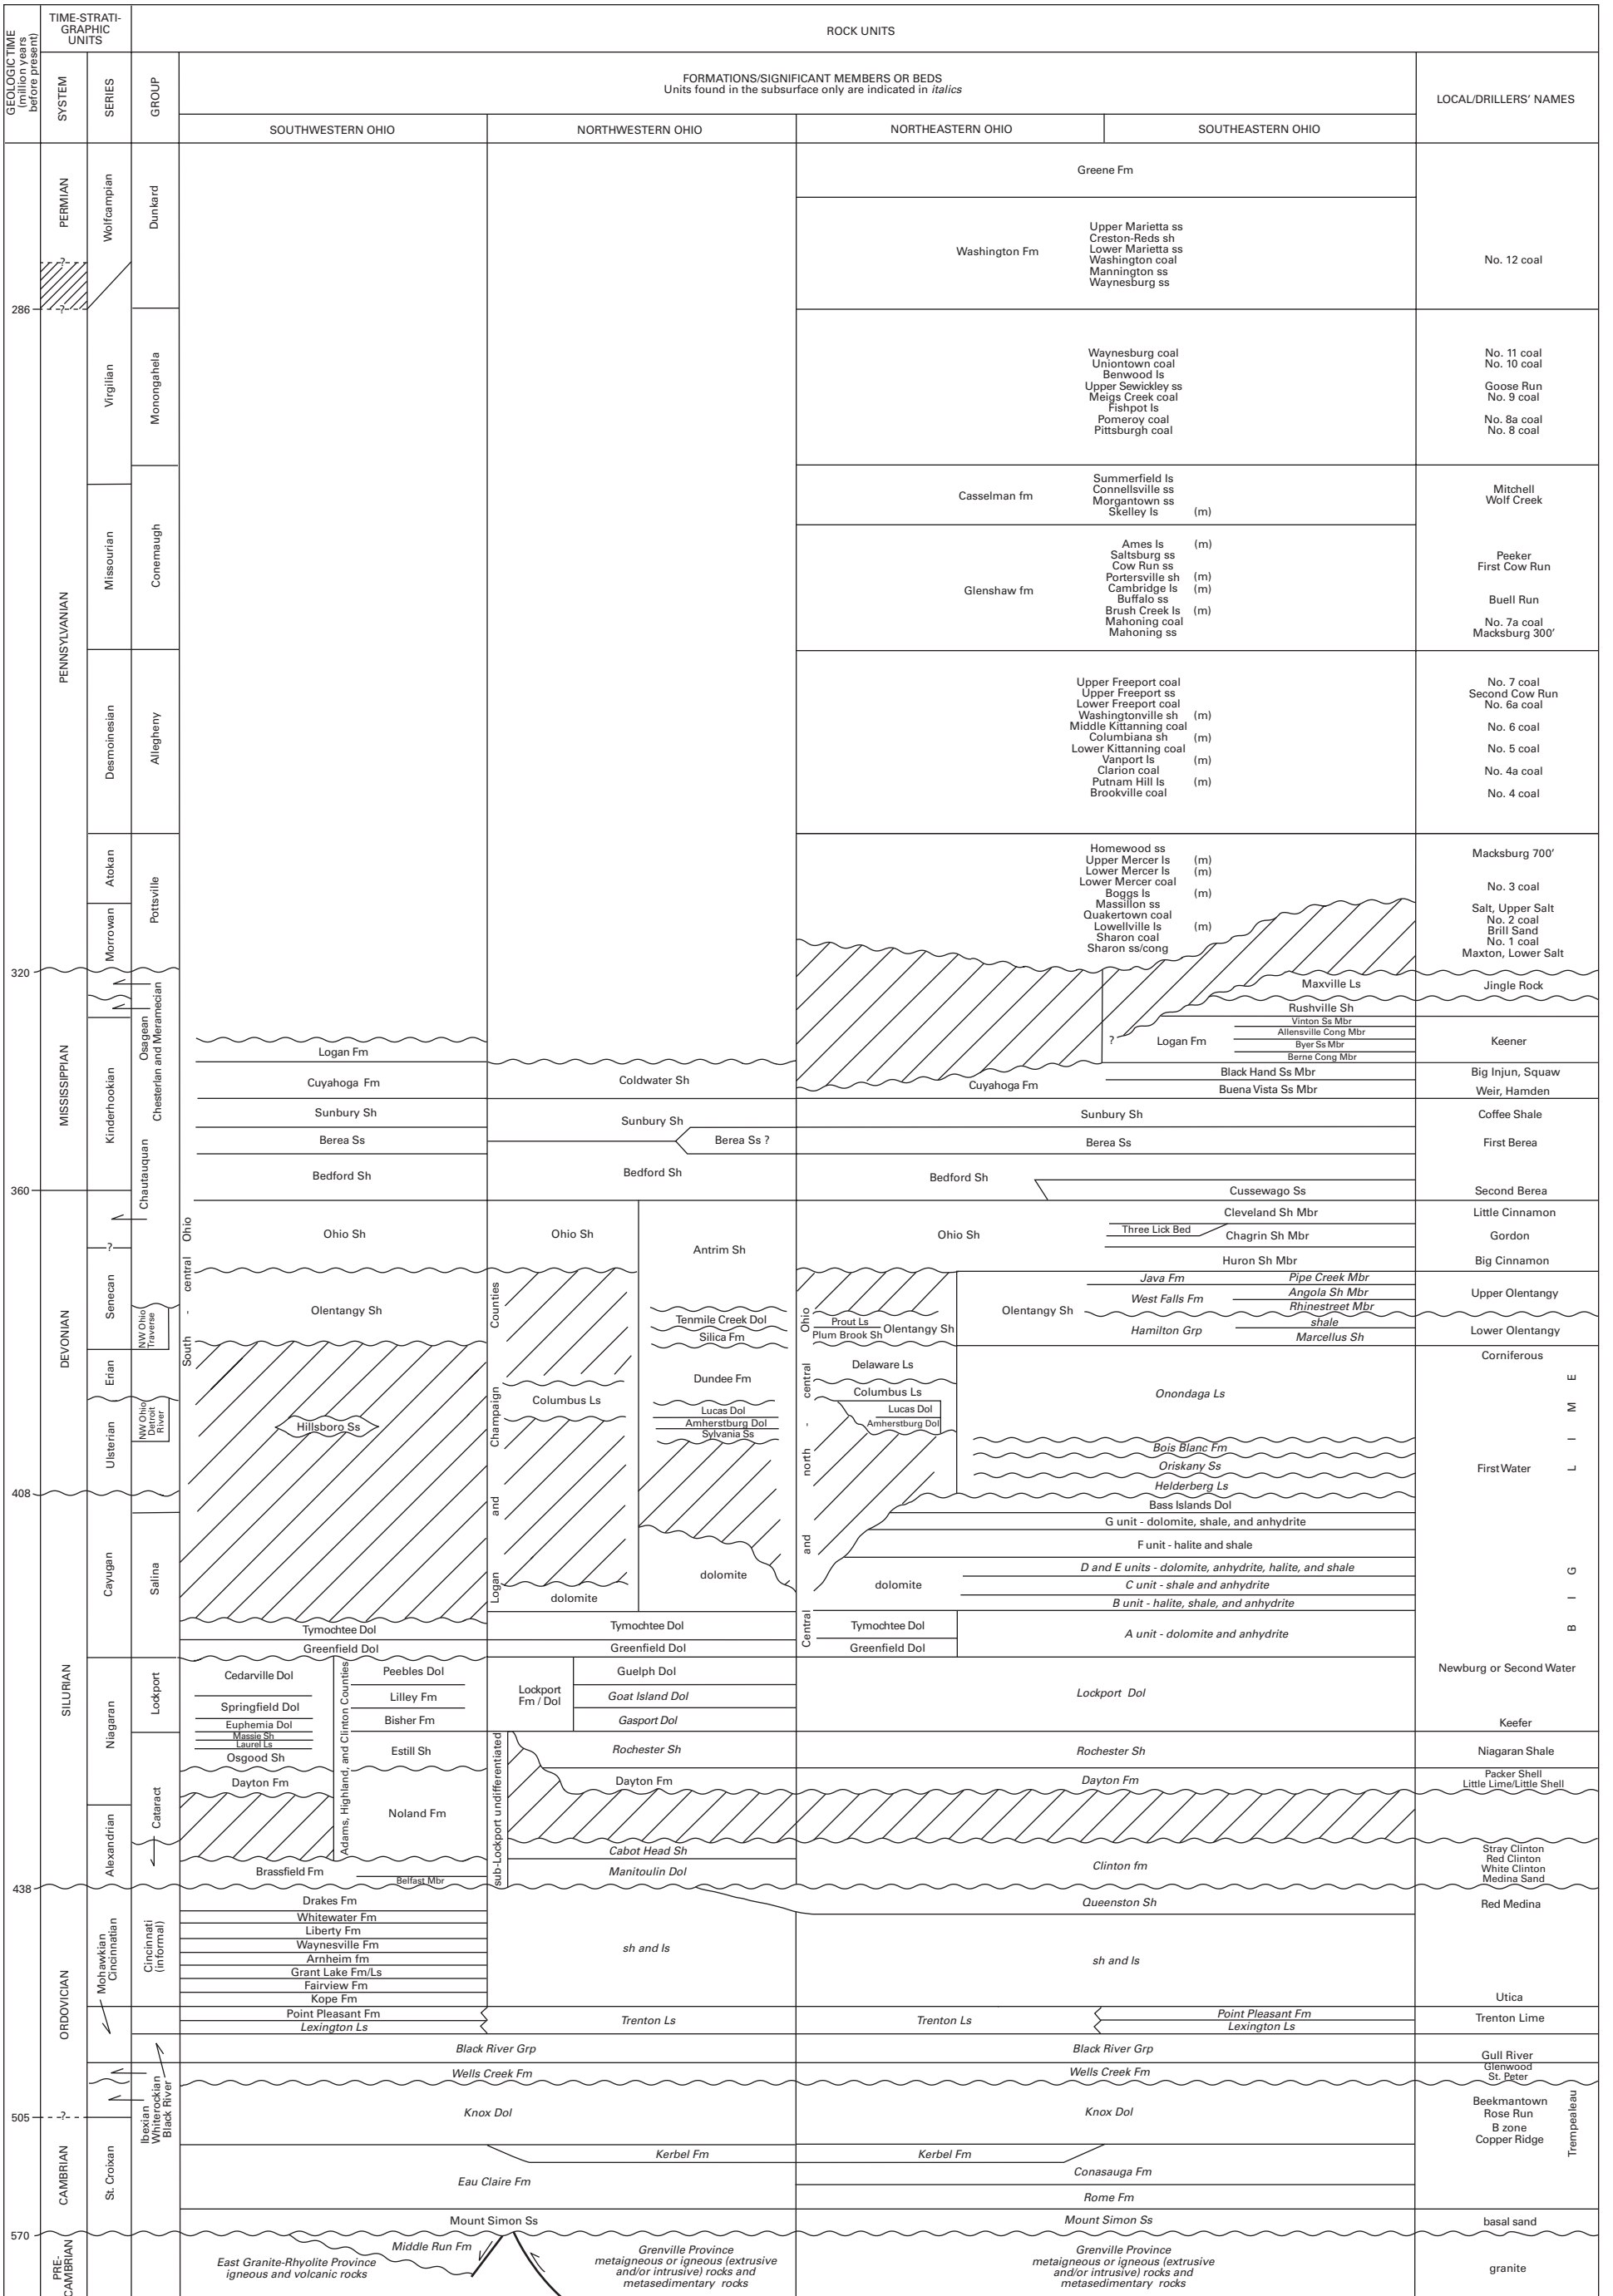 GEOLOGIC TIME
(million years
before present)
TIME-STRATI-
GRAPHIC
UNITS
ROCK UNITS
SYSTEM
SERIES
GROUP
FORMATIONS/SIGNIFICANT MEMBERS OR BEDS
Units found in the subsurface only are indicated in italics
LOCAL/DRILLERS' NAMES
SOUTHWESTERN OHIO
NORTHWESTERN OHIO
NORTHEASTERN OHIO
SOUTHEASTERN OHIO
PERMIAN
Wolfcampian
Dunkard
Greene Fm
Washington Fm
Upper Marietta ss
Creston-Reds sh
Lower Marietta ss
Washington coal
Mannington ss
Waynesburg ss
No. 12 coal
?
?
286
PENNSYLVANIAN
Virgilian
Monongahela
Waynesburg coal
Uniontown coal
Benwood ls
Upper Sewickley ss
Meigs Creek coal
Fishpot ls
Pomeroy coal
Pittsburgh coal
No. 11 coal
No. 10 coal
Goose Run
No. 9 coal
No. 8a coal
No. 8 coal
Missourian
Conemaugh
Casselman fm
Summerfield ls
Connellsville ss
Morgantown ss
Skelley ls (m)
Mitchell
Wolf Creek
Glenshaw fm
Ames ls (m)
Saltsburg ss
Cow Run ss
Portersville sh (m)
Cambridge ls (m)
Buffalo ss
Brush Creek ls (m)
Mahoning coal
Mahoning ss
Peeker
First Cow Run
Buell Run
No. 7a coal
Macksburg 300'
Desmoinesian
Allegheny
Upper Freeport coal
Upper Freeport ss
Lower Freeport coal
Washingtonville sh (m)
Middle Kittanning coal
Columbiana sh (m)
Lower Kittanning coal
Vanport ls (m)
Clarion coal
Putnam Hill ls (m)
Brookville coal
No. 7 coal
Second Cow Run
No. 6a coal
No. 6 coal
No. 5 coal
No. 4a coal
No. 4 coal
Atokan
Morrowan
Pottsville
Homewood ss
Upper Mercer ls (m)
Lower Mercer ls (m)
Lower Mercer coal
Boggs ls (m)
Massillon ss
Quakertown coal
Lowellville ls (m)
Sharon coal
Sharon ss/cong
Macksburg 700'
No. 3 coal
Salt, Upper Salt
No. 2 coal
Brill Sand
No. 1 coal
Maxton, Lower Salt
320
MISSISSIPPIAN
Kinderhookian
Osagean
Chesterian and Meramecian
Maxville Ls
Jingle Rock
Rushville Sh
?
Logan Fm
Vinton Ss Mbr
Allensville Cong Mbr
Byer Ss Mbr
Berne Cong Mbr
Keener
Logan Fm
Cuyahoga Fm
Coldwater Sh
Cuyahoga Fm
Black Hand Ss Mbr
Buena Vista Ss Mbr
Big Injun, Squaw
Weir, Hamden
Sunbury Sh
Sunbury Sh
Sunbury Sh
Coffee Shale
Berea Ss
Berea Ss ?
Berea Ss
First Berea
Bedford Sh
Bedford Sh
Bedford Sh
Cussewago Ss
Second Berea
360
DEVONIAN
Chautauquan
?
Senecan
Erian
Ulsterian
NW Ohio
Traverse
NW Ohio
Detroit
River
South - central Ohio
Ohio Sh
Ohio Sh
Antrim Sh
Ohio Sh
Cleveland Sh Mbr
Three Lick Bed
Chagrin Sh Mbr
Huron Sh Mbr
Little Cinnamon
Gordon
Big Cinnamon
Olentangy Sh
Hillsboro Ss
Logan and Champaign Counties
Columbus Ls
dolomite
Tenmile Creek Dol
Silica Fm
Dundee Fm
Lucas Dol
Amherstburg Dol
Sylvania Ss
dolomite
Central and north - central Ohio
Prout Ls
Plum Brook Sh
Olentangy Sh
Delaware Ls
Columbus Ls
Lucas Dol
Amherstburg Dol
Olentangy Sh
Java Fm
Pipe Creek Mbr
West Falls Fm
Angola Sh Mbr
Rhinestreet Mbr
Hamilton Grp
shale
Marcellus Sh
Upper Olentangy
Lower Olentangy
Corniferous
Onondaga Ls
Bois Blanc Fm
Oriskany Ss
Helderberg Ls
First Water
BIG LIME
408
SILURIAN
Cayugan
Salina
Bass Islands Dol
G unit - dolomite, shale, and anhydrite
F unit - halite and shale
dolomite
D and E units - dolomite, anhydrite, halite, and shale
C unit - shale and anhydrite
B unit - halite, shale, and anhydrite
Tymochtee Dol
Tymochtee Dol
Tymochtee Dol
A unit - dolomite and anhydrite
Greenfield Dol
Greenfield Dol
Greenfield Dol
Niagaran
Lockport
Cedarville Dol
Springfield Dol
Euphemia Dol
Massie Sh
Laurel Ls
Osgood Sh
Dayton Fm
Adams, Highland, and Clinton Counties
Peebles Dol
Lilley Fm
Bisher Fm
Estill Sh
Noland Fm
Lockport
Fm / Dol
Guelph Dol
Goat Island Dol
Gasport Dol
Lockport Dol
Newburg or Second Water
Keefer
sub-Lockport undifferentiated
Rochester Sh
Rochester Sh
Niagaran Shale
Dayton Fm
Dayton Fm
Packer Shell
Little Lime/Little Shell
Alexandrian
Cataract
Brassfield Fm
Belfast Mbr
Cabot Head Sh
Manitoulin Dol
Clinton fm
Stray Clinton
Red Clinton
White Clinton
Medina Sand
438
ORDOVICIAN
Mohawkian
Cincinnatian
Cincinnati
(informal)
Drakes Fm
Whitewater Fm
Liberty Fm
Waynesville Fm
Arnheim fm
Grant Lake Fm/Ls
Fairview Fm
Kope Fm
sh and ls
Queenston Sh
sh and ls
Red Medina
Utica
Point Pleasant Fm
Lexington Ls
Trenton Ls
Trenton Ls
Point Pleasant Fm
Lexington Ls
Trenton Lime
Black River Grp
Black River Grp
Gull River
Wells Creek Fm
Wells Creek Fm
Glenwood
St. Peter
Ibexian
Whiterockian
Black River
Knox Dol
Knox Dol
Beekmantown
Rose Run
B zone
Copper Ridge
Trempealeau
505
?
CAMBRIAN
St. Croixan
Kerbel Fm
Kerbel Fm
Eau Claire Fm
Conasauga Fm
Rome Fm
Mount Simon Ss
Mount Simon Ss
basal sand
570
PRE-
CAMBRIAN
Middle Run Fm
East Granite-Rhyolite Province
igneous and volcanic rocks
Grenville Province
metaigneous or igneous (extrusive
and/or intrusive) rocks and
metasedimentary rocks
Grenville Province
metaigneous or igneous (extrusive
and/or intrusive) rocks and
metasedimentary rocks
granite